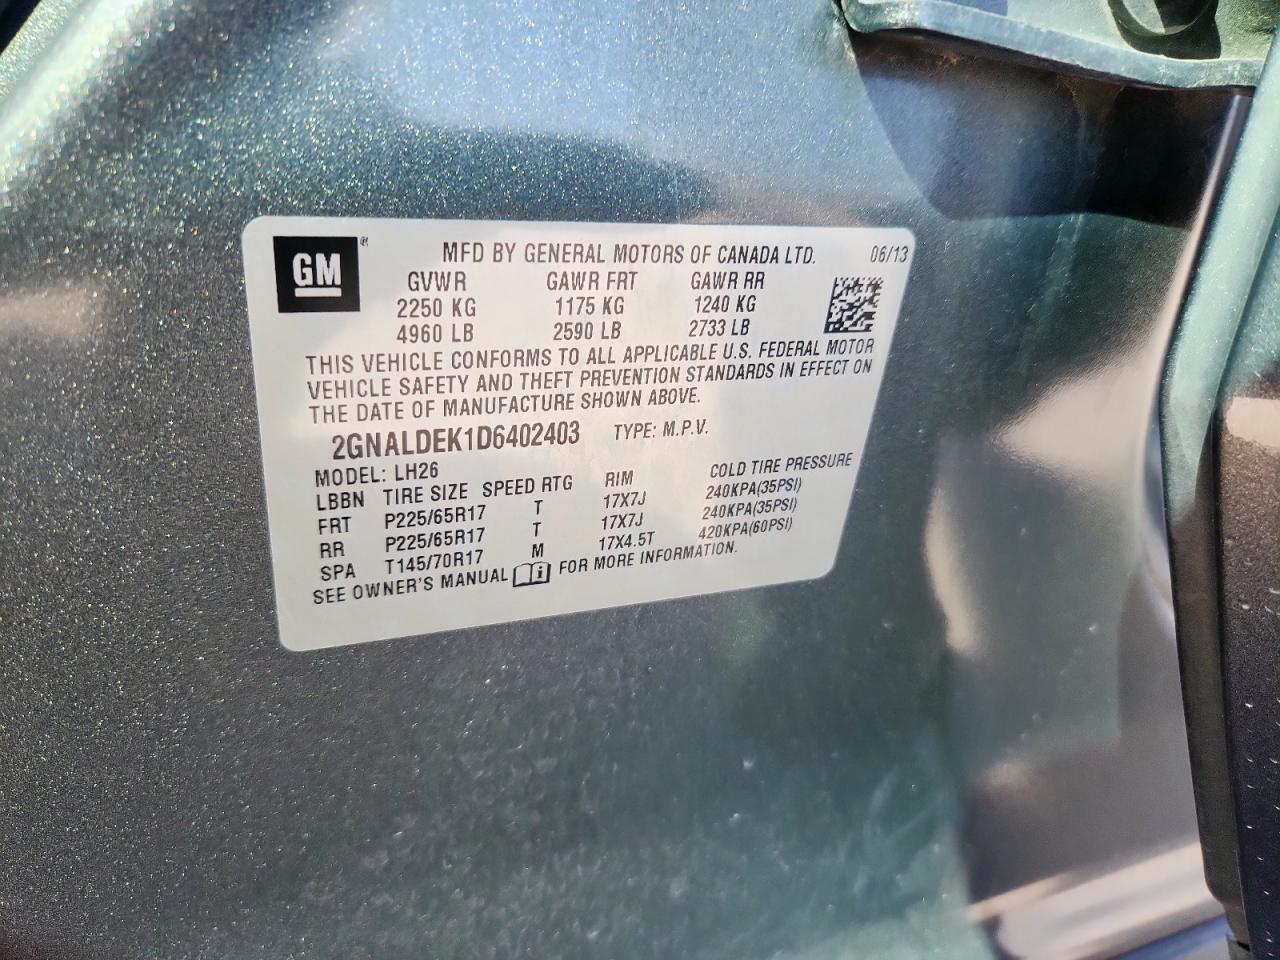 GM ®
MFD BY GENERAL MOTORS OF CANADA LTD. 06/13
GVWR GAWR FRT GAWR RR
2250 KG 1175 KG 1240 KG
4960 LB 2590 LB 2733 LB
THIS VEHICLE CONFORMS TO ALL APPLICABLE U.S. FEDERAL MOTOR
VEHICLE SAFETY AND THEFT PREVENTION STANDARDS IN EFFECT ON
THE DATE OF MANUFACTURE SHOWN ABOVE.
2GNALDEK1D6402403 TYPE: M.P.V.
MODEL: LH26
LBBN TIRE SIZE SPEED RTG RIM COLD TIRE PRESSURE
FRT P225/65R17 T 17X7J 240KPA(35PSI)
RR P225/65R17 T 17X7J 240KPA(35PSI)
SPA T145/70R17 M 17X4.5T 420KPA(60PSI)
SEE OWNER'S MANUAL FOR MORE INFORMATION.